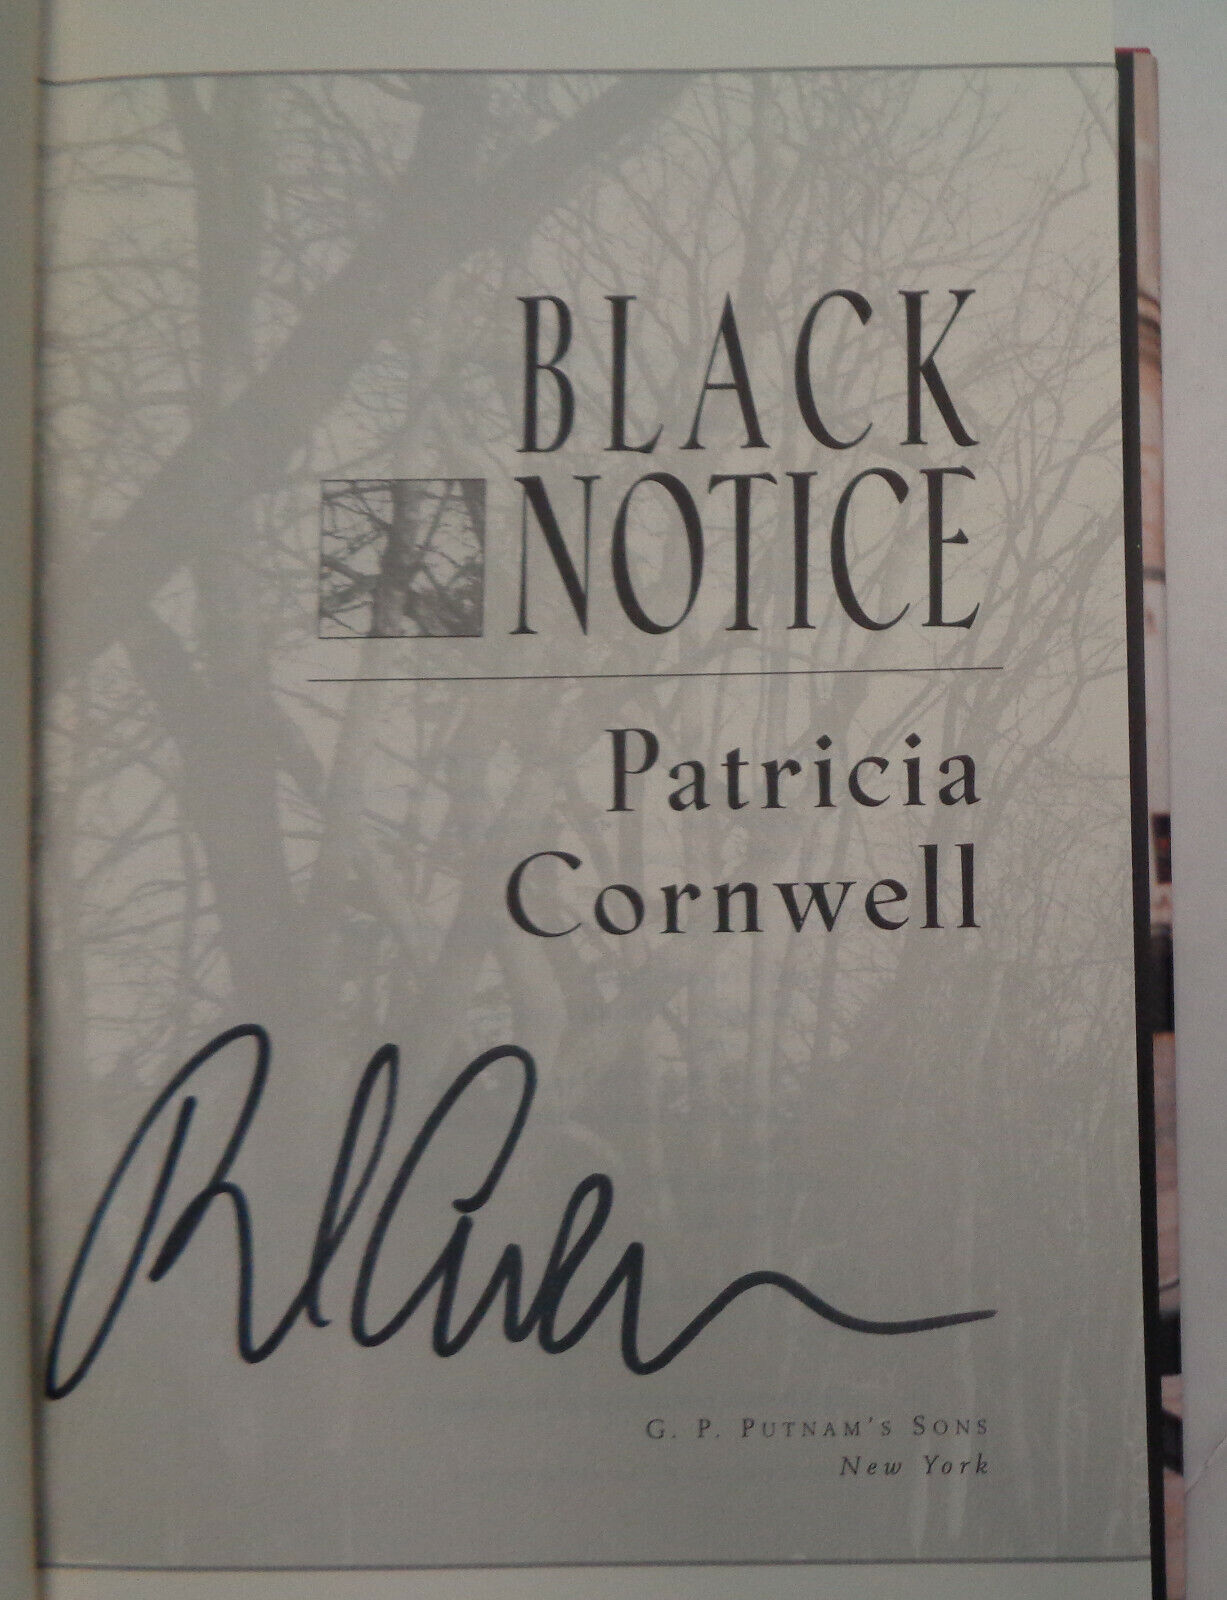 BLACK
NOTICE
Patricia
Cornwell
G. P. PUTNAM'S SONS
New York